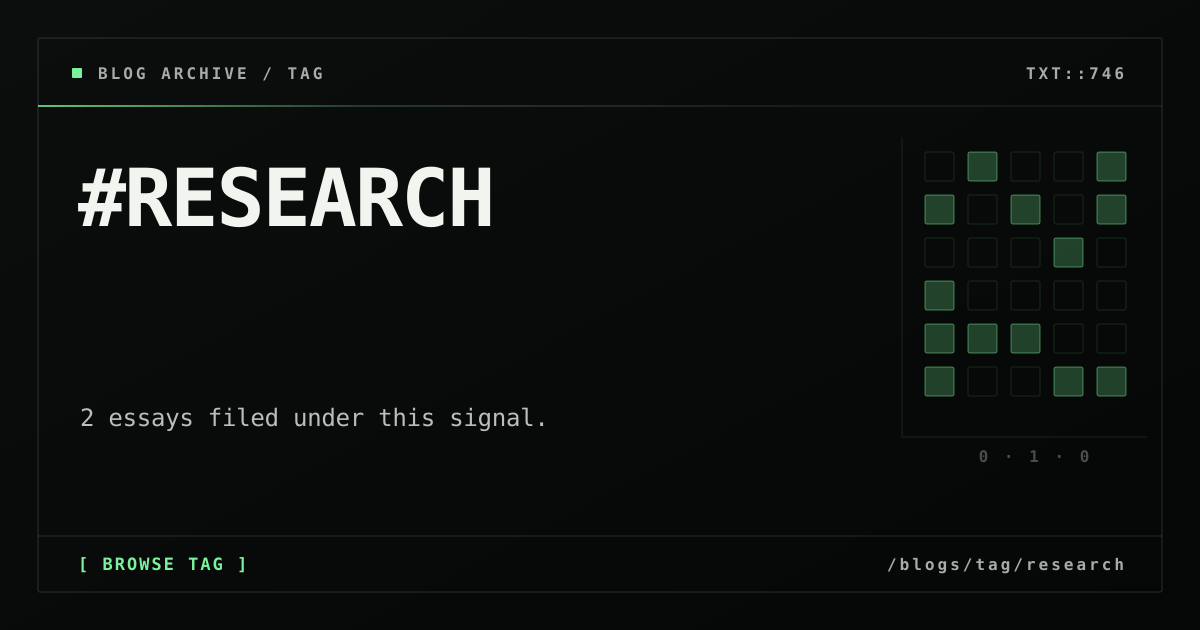 BLOG ARCHIVE / TAG
TXT::746
#RESEARCH
2 essays filed under this signal.
0 · 1 · 0
[ BROWSE TAG ]
/blogs/tag/research